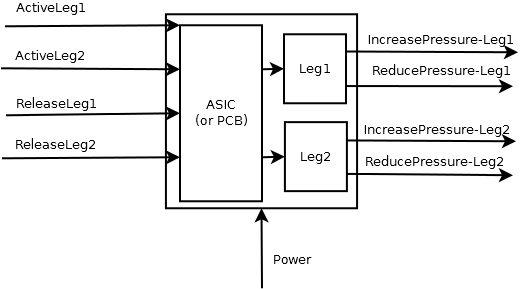 ActiveLeg1
ActiveLeg2
ReleaseLeg1
ReleaseLeg2
ASIC
(or PCB)
Leg1
Leg2
IncreasePressure-Leg1
ReducePressure-Leg1
IncreasePressure-Leg2
ReducePressure-Leg2
Power